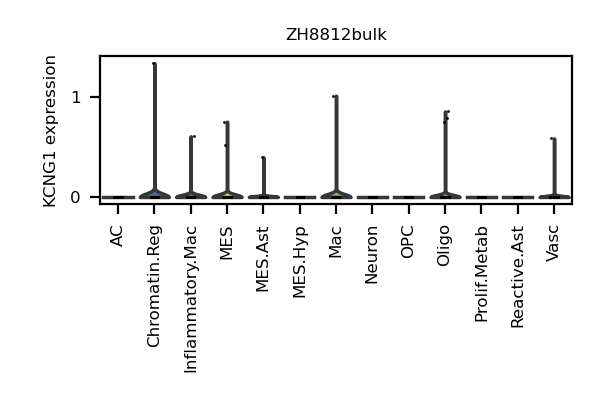 ZH8812bulk
KCNG1 expression
1
0
AC
Chromatin.Reg
Inflammatory.Mac
MES
MES.Ast
MES.Hyp
Mac
Neuron
OPC
Oligo
Prolif.Metab
Reactive.Ast
Vasc